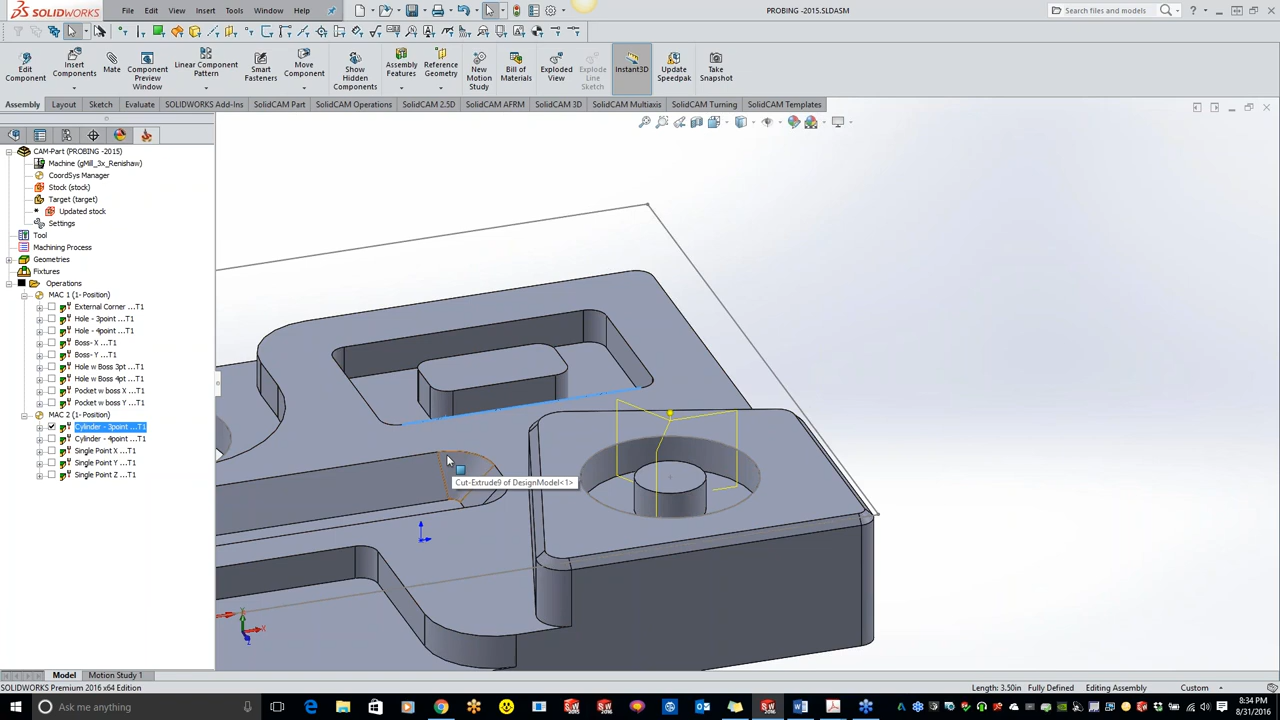 SOLIDWORKS
File Edit View Insert Tools Window Help
PROBING -2015.SLDASM
Search files and models
Edit Component
Insert Components
Mate
Component Preview Window
Linear Component Pattern
Smart Fasteners
Move Component
Show Hidden Components
Assembly Features
Reference Geometry
New Motion Study
Bill of Materials
Exploded View
Explode Line Sketch
Instant3D
Update Speedpak
Take Snapshot
Assembly Layout Sketch Evaluate SOLIDWORKS Add-Ins SolidCAM Part SolidCAM Operations SolidCAM 2.5D SolidCAM AFRM SolidCAM 3D SolidCAM Multiaxis SolidCAM Turning SolidCAM Templates
CAM-Part (PROBING -2015)
Machine (gMill_3x_Renishaw)
CoordSys Manager
Stock (stock)
Target (target)
Updated stock
Settings
Tool
Machining Process
Geometries
Fixtures
Operations
MAC 1 (1- Position)
External Corner ...T1
Hole - 3point ...T1
Hole - 4point ...T1
Boss- X ...T1
Boss- Y ...T1
Hole w Boss 3pt ...T1
Hole w Boss 4pt ...T1
Pocket w boss X ...T1
Pocket w boss Y ...T1
MAC 2 (1-Position)
Cylinder - 3point ...T1
Cylinder - 4point ...T1
Single Point X ...T1
Single Point Y ...T1
Single Point Z ...T1
Cut-Extrude9 of DesignModel<1>
Y
X
Z
Model Motion Study 1
SOLIDWORKS Premium 2016 x64 Edition
Length: 3.50in Fully Defined Editing Assembly Custom
Ask me anything
8:34 PM
8/31/2016